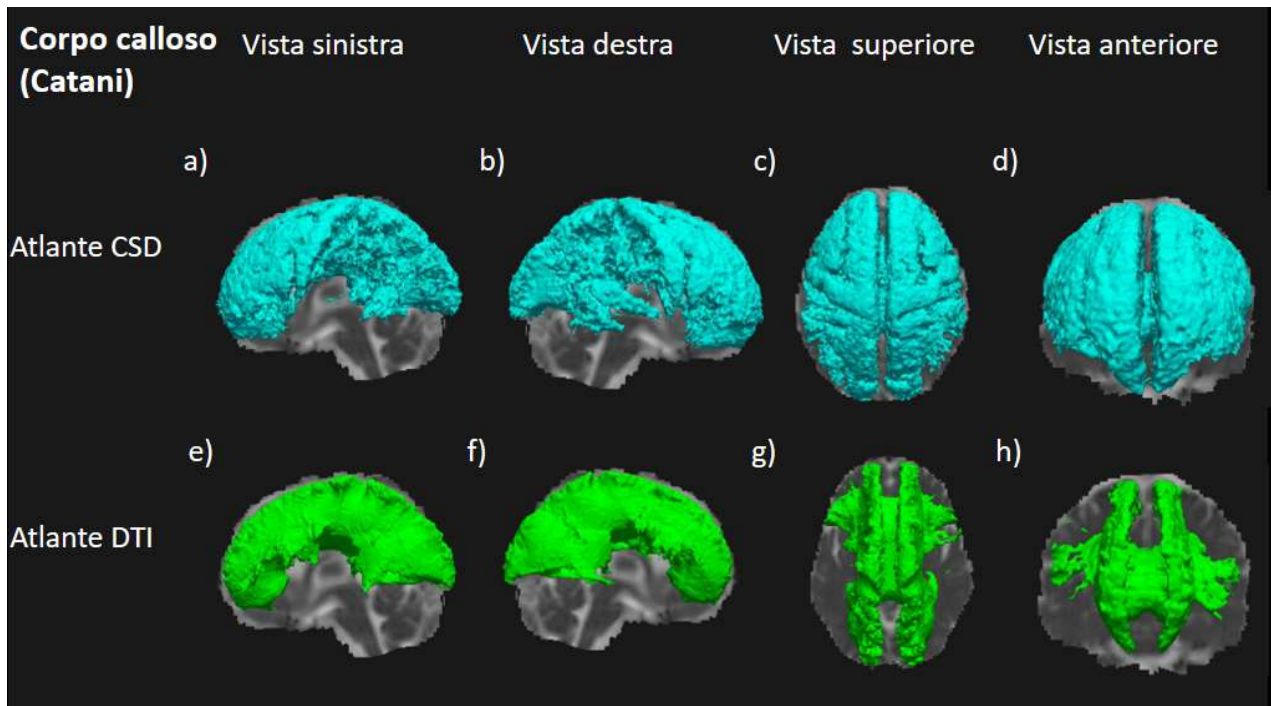 Corpo calloso Vista sinistra Vista destra Vista superiore Vista anteriore
(Catani)
a) b) c) d)
Atlante CSD
e) f) g) h)
Atlante DTI